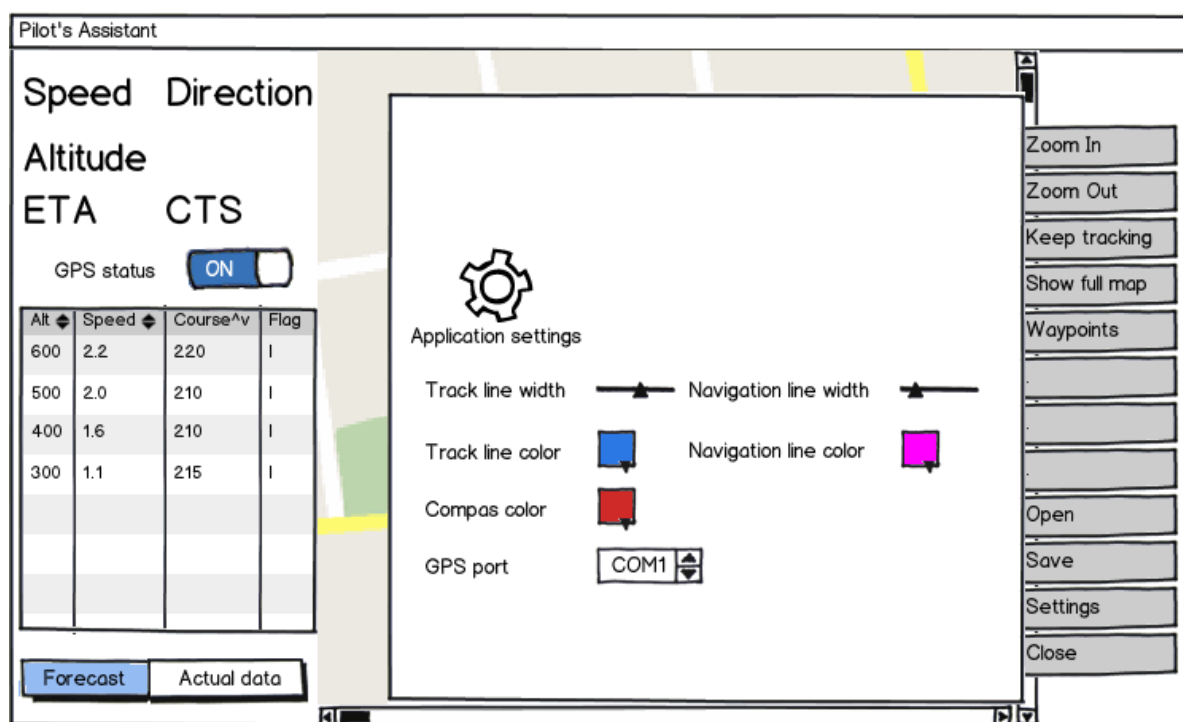 Pilot's Assistant
Speed Direction
Altitude
ETA CTS
GPS status ON
Alt Speed Course^v Flag
600 2.2 220 I
500 2.0 210 I
400 1.6 210 I
300 1.1 215 I
Forecast Actual data
Application settings
Track line width Navigation line width
Track line color Navigation line color
Compas color
GPS port COM1
Zoom In
Zoom Out
Keep tracking
Show full map
Waypoints
.
.
.
Open
Save
Settings
Close